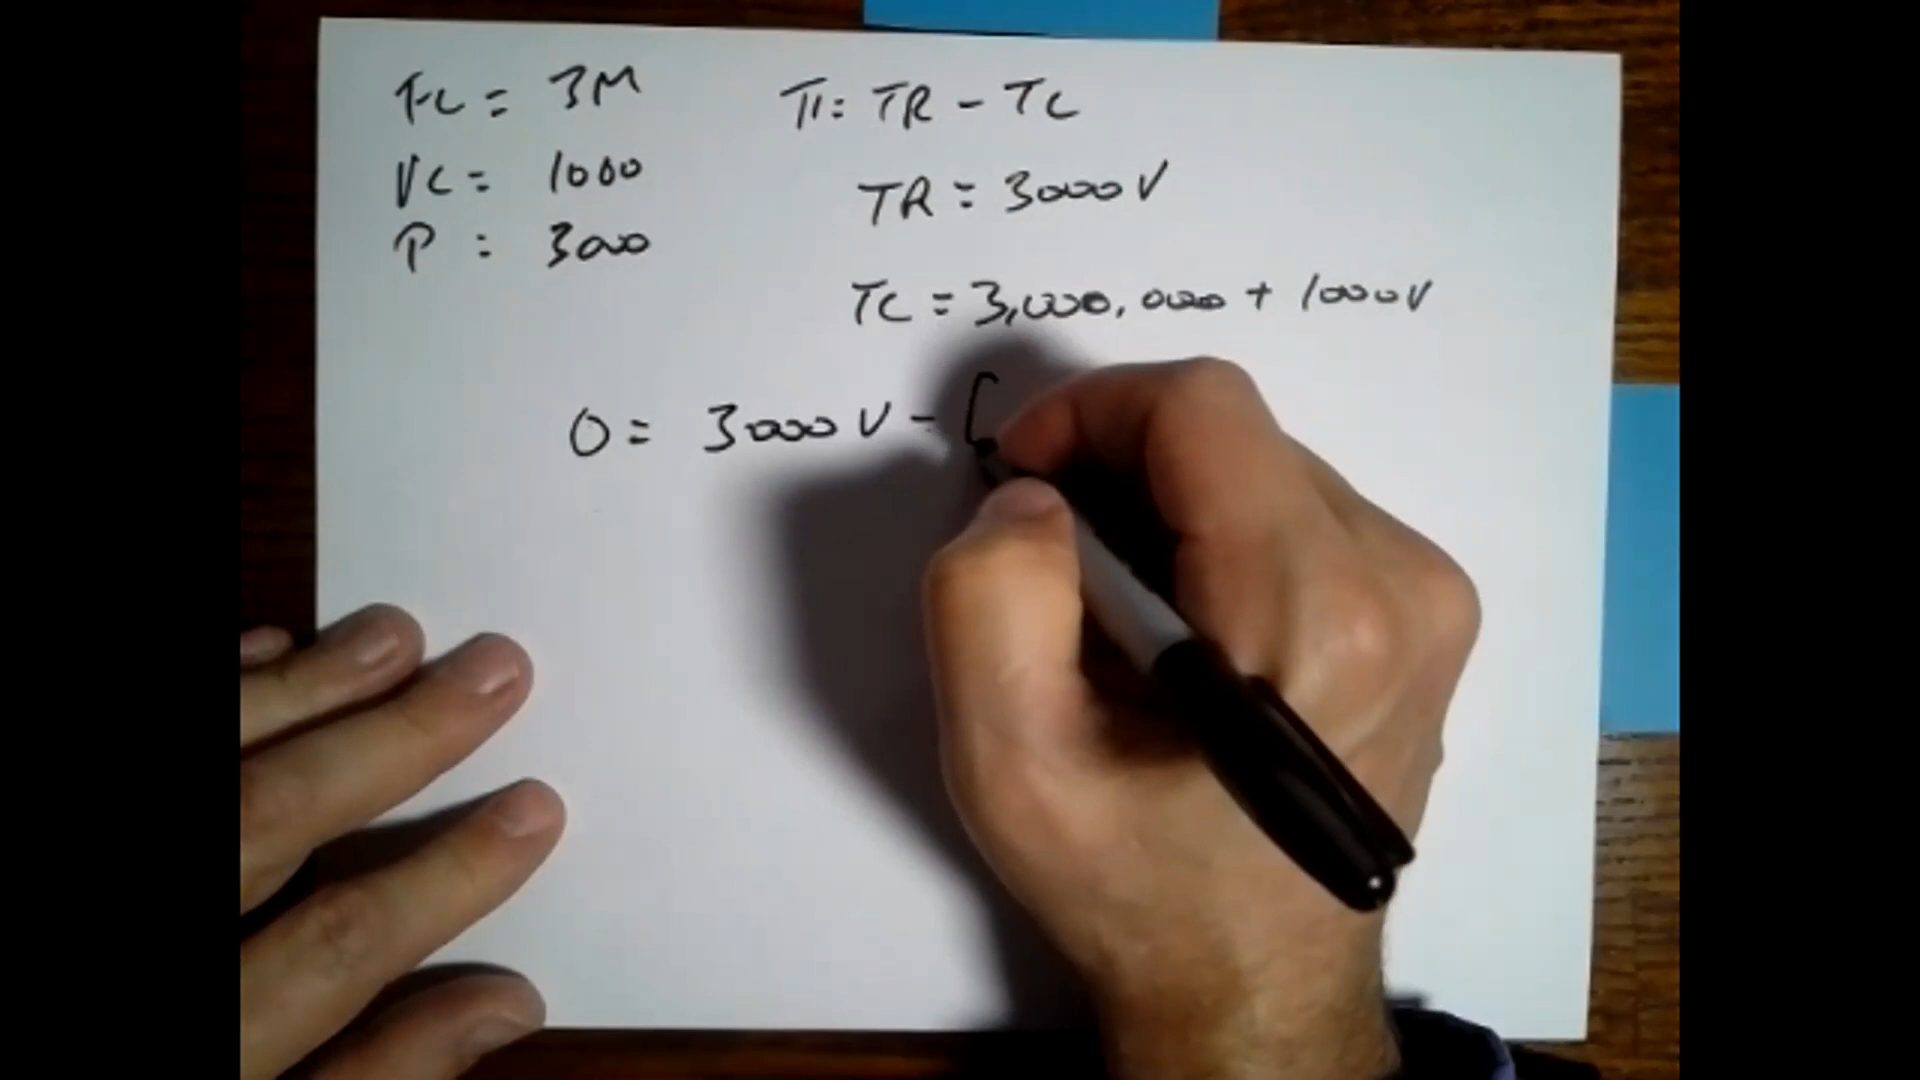 FC = 3M
VC = 1000
P = 3000
π = TR - TC
TR = 3000V
TC = 3,000,000 + 1000V
0 = 3000V - [